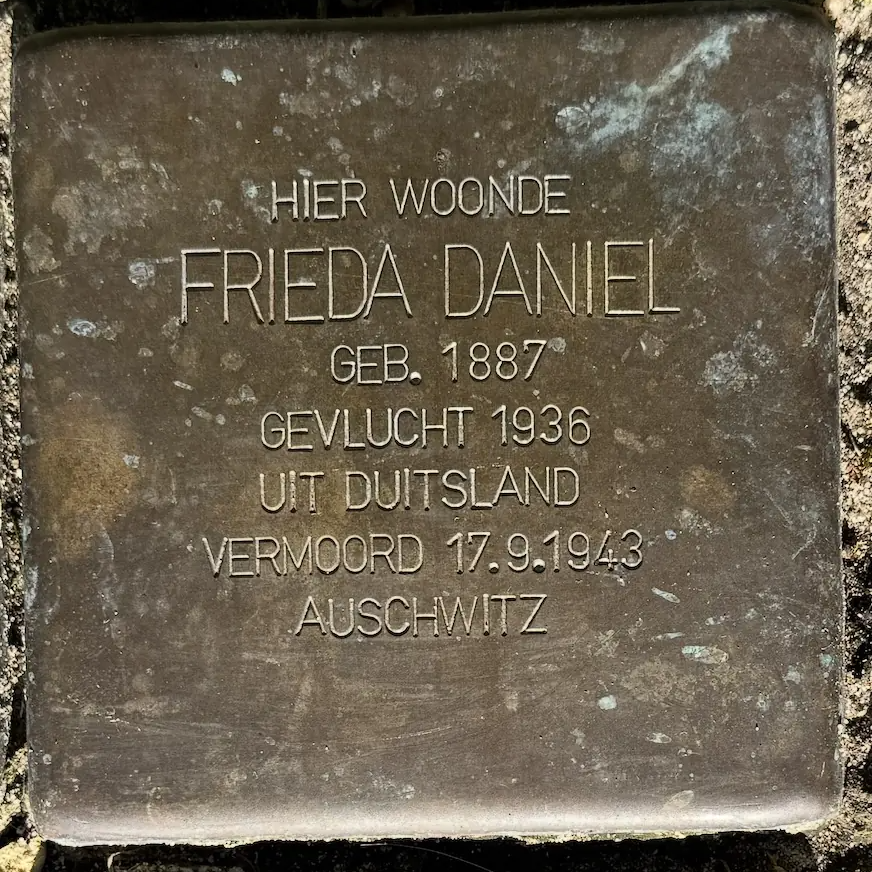 HIER WOONDE
FRIEDA DANIEL
GEB. 1887
GEVLUCHT 1936
UIT DUITSLAND
VERMOORD 17.9.1943
AUSCHWITZ